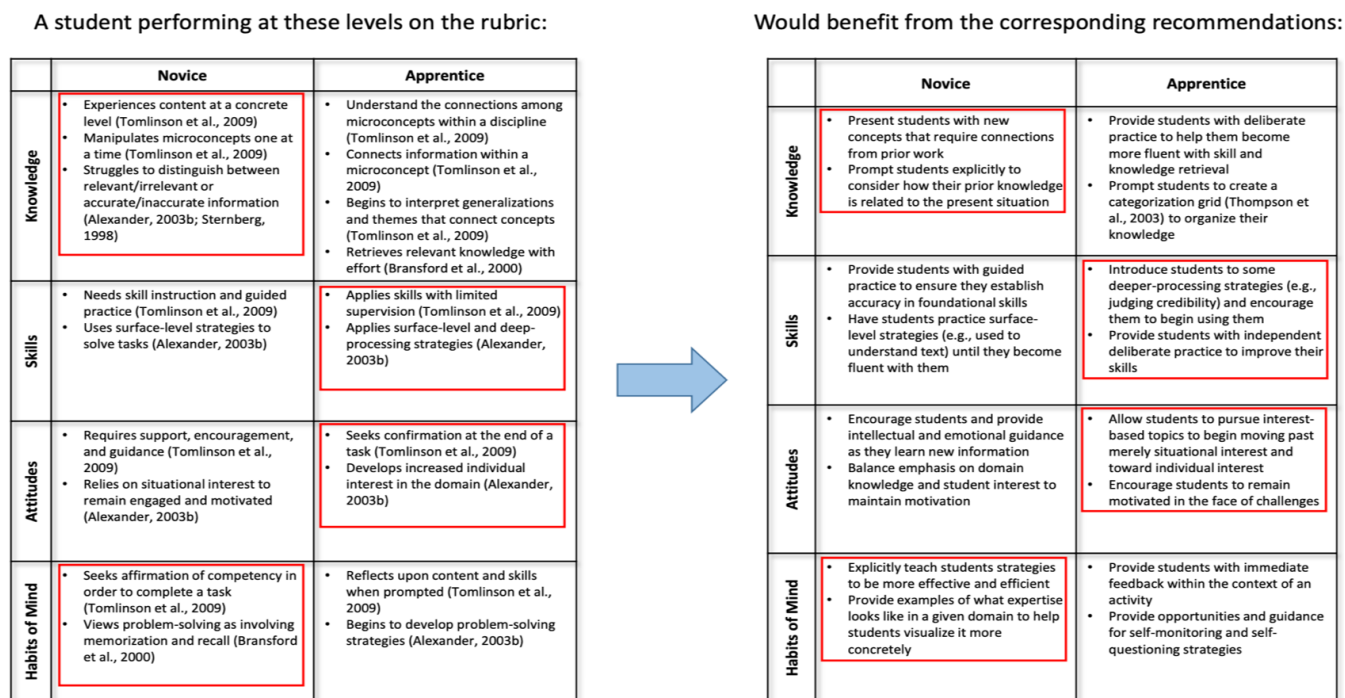 A student performing at these levels on the rubric:
Novice
Apprentice
Knowledge
• Experiences content at a concrete
level (Tomlinson et al., 2009)
• Manipulates microconcepts one at
a time (Tomlinson et al., 2009)
• Struggles to distinguish between
relevant/irrelevant or
accurate/inaccurate information
(Alexander, 2003b; Sternberg,
1998)
• Understand the connections among
microconcepts within a discipline
(Tomlinson et al., 2009)
• Connects information within a
microconcept (Tomlinson et al.,
2009)
• Begins to interpret generalizations
and themes that connect concepts
(Tomlinson et al., 2009)
• Retrieves relevant knowledge with
effort (Bransford et al., 2000)
Skills
• Needs skill instruction and guided
practice (Tomlinson et al., 2009)
• Uses surface-level strategies to
solve tasks (Alexander, 2003b)
• Applies skills with limited
supervision (Tomlinson et al., 2009)
• Applies surface-level and deep-
processing strategies (Alexander,
2003b)
Attitudes
• Requires support, encouragement,
and guidance (Tomlinson et al.,
2009)
• Relies on situational interest to
remain engaged and motivated
(Alexander, 2003b)
• Seeks confirmation at the end of a
task (Tomlinson et al., 2009)
• Develops increased individual
interest in the domain (Alexander,
2003b)
Habits of Mind
• Seeks affirmation of competency in
order to complete a task
(Tomlinson et al., 2009)
• Views problem-solving as involving
memorization and recall (Bransford
et al., 2000)
• Reflects upon content and skills
when prompted (Tomlinson et al.,
2009)
• Begins to develop problem-solving
strategies (Alexander, 2003b)
Would benefit from the corresponding recommendations:
Novice
Apprentice
Knowledge
• Present students with new
concepts that require connections
from prior work
• Prompt students explicitly to
consider how their prior knowledge
is related to the present situation
• Provide students with deliberate
practice to help them become
more fluent with skill and
knowledge retrieval
• Prompt students to create a
categorization grid (Thompson et
al., 2003) to organize their
knowledge
Skills
• Provide students with guided
practice to ensure they establish
accuracy in foundational skills
• Have students practice surface-
level strategies (e.g., used to
understand text) until they become
fluent with them
• Introduce students to some
deeper-processing strategies (e.g.,
judging credibility) and encourage
them to begin using them
• Provide students with independent
deliberate practice to improve their
skills
Attitudes
• Encourage students and provide
intellectual and emotional guidance
as they learn new information
• Balance emphasis on domain
knowledge and student interest to
maintain motivation
• Allow students to pursue interest-
based topics to begin moving past
merely situational interest and
toward individual interest
• Encourage students to remain
motivated in the face of challenges
Habits of Mind
• Explicitly teach students strategies
to be more effective and efficient
• Provide examples of what expertise
looks like in a given domain to help
students visualize it more
concretely
• Provide students with immediate
feedback within the context of an
activity
• Provide opportunities and guidance
for self-monitoring and self-
questioning strategies